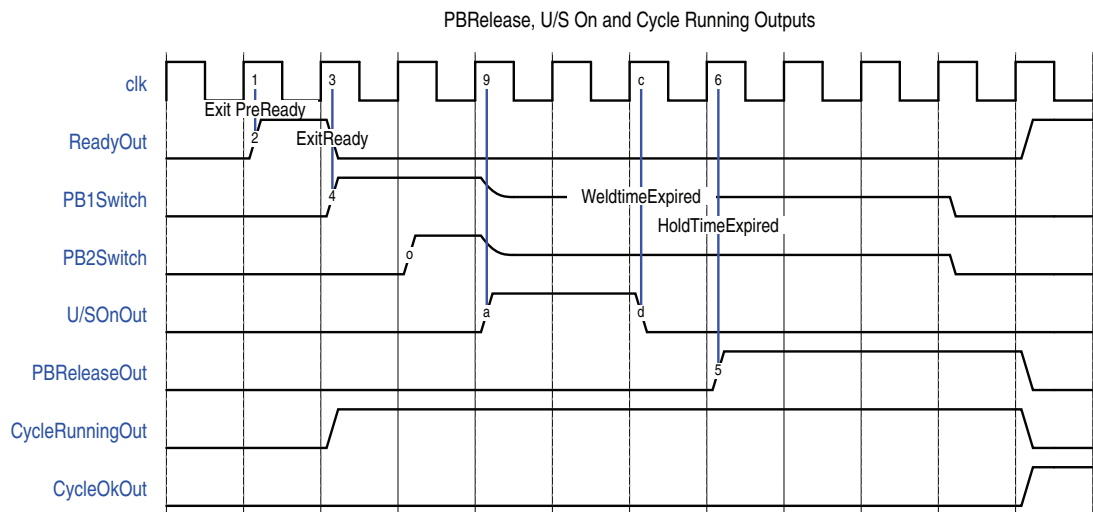 PBRelease, U/S On and Cycle Running Outputs
clk 1 3 9 c 6
Exit PreReady
ReadyOut 2 ExitReady
PB1Switch 4 WeldtimeExpired
HoldTimeExpired
PB2Switch o
U/SOnOut a d
PBReleaseOut 5
CycleRunningOut
CycleOkOut